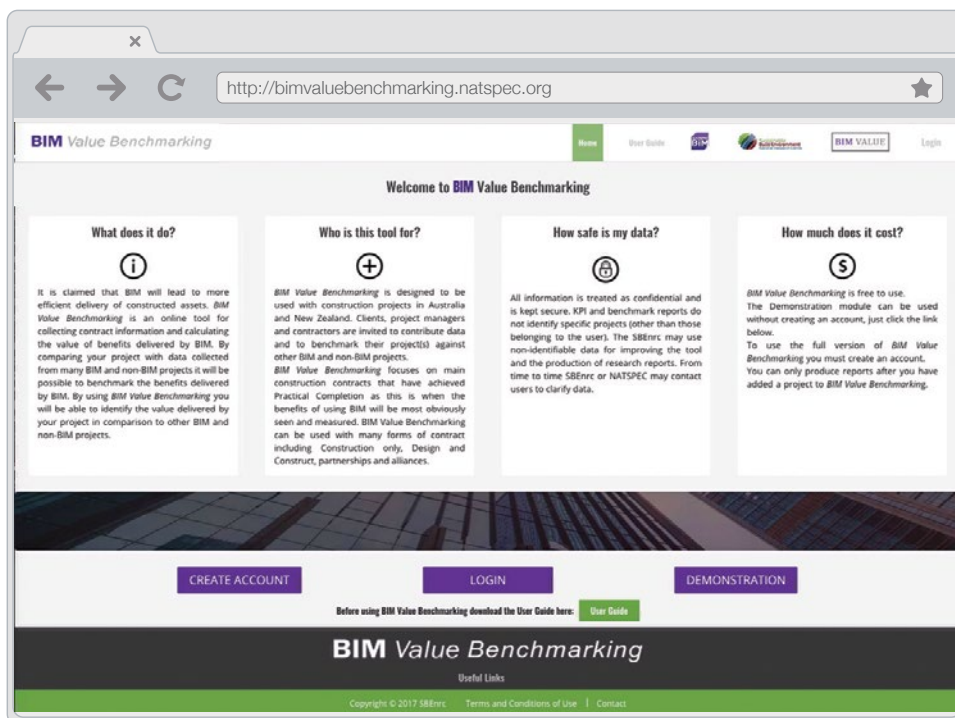 http://bimvaluebenchmarking.natspec.org
BIM Value Benchmarking
Home
User Guide
BIM
BIM VALUE
Login
Welcome to BIM Value Benchmarking
What does it do?
It is claimed that BIM will lead to more
efficient delivery of constructed assets. BIM
Value Benchmarking is an online tool for
collecting contract information and calculating
the value of benefits delivered by BIM. By
comparing your project with data collected
from many BIM and non-BIM projects it will be
possible to benchmark the benefits delivered
by BIM. By using BIM Value Benchmarking you
will be able to identify the value delivered by
your project in comparison to other BIM and
non-BIM projects.
Who is this tool for?
BIM Value Benchmarking is designed to be
used with construction projects in Australia
and New Zealand. Clients, project managers
and contractors are invited to contribute data
and to benchmark their project(s) against
other BIM and non-BIM projects.
BIM Value Benchmarking focuses on main
construction contracts that have achieved
Practical Completion as this is when the
benefits of using BIM will be most obviously
seen and measured. BIM Value Benchmarking
can be used with many forms of contract
including Construction only, Design and
Construct, partnerships and alliances.
How safe is my data?
All information is treated as confidential and
is kept secure. KPI and benchmark reports do
not identify specific projects (other than those
belonging to the user). The SBEnrc may use
non-identifiable data for improving the tool
and the production of research reports. From
time to time SBEnrc or NATSPEC may contact
users to clarify data.
How much does it cost?
BIM Value Benchmarking is free to use.
The Demonstration module can be used
without creating an account, just click the link
below.
To use the full version of BIM Value
Benchmarking you must create an account.
You can only produce reports after you have
added a project to BIM Value Benchmarking.
CREATE ACCOUNT
LOGIN
DEMONSTRATION
Before using BIM Value Benchmarking download the User Guide here:
User Guide
BIM Value Benchmarking
Useful Links
Copyright © 2017 SBEnrc Terms and Conditions of Use | Contact